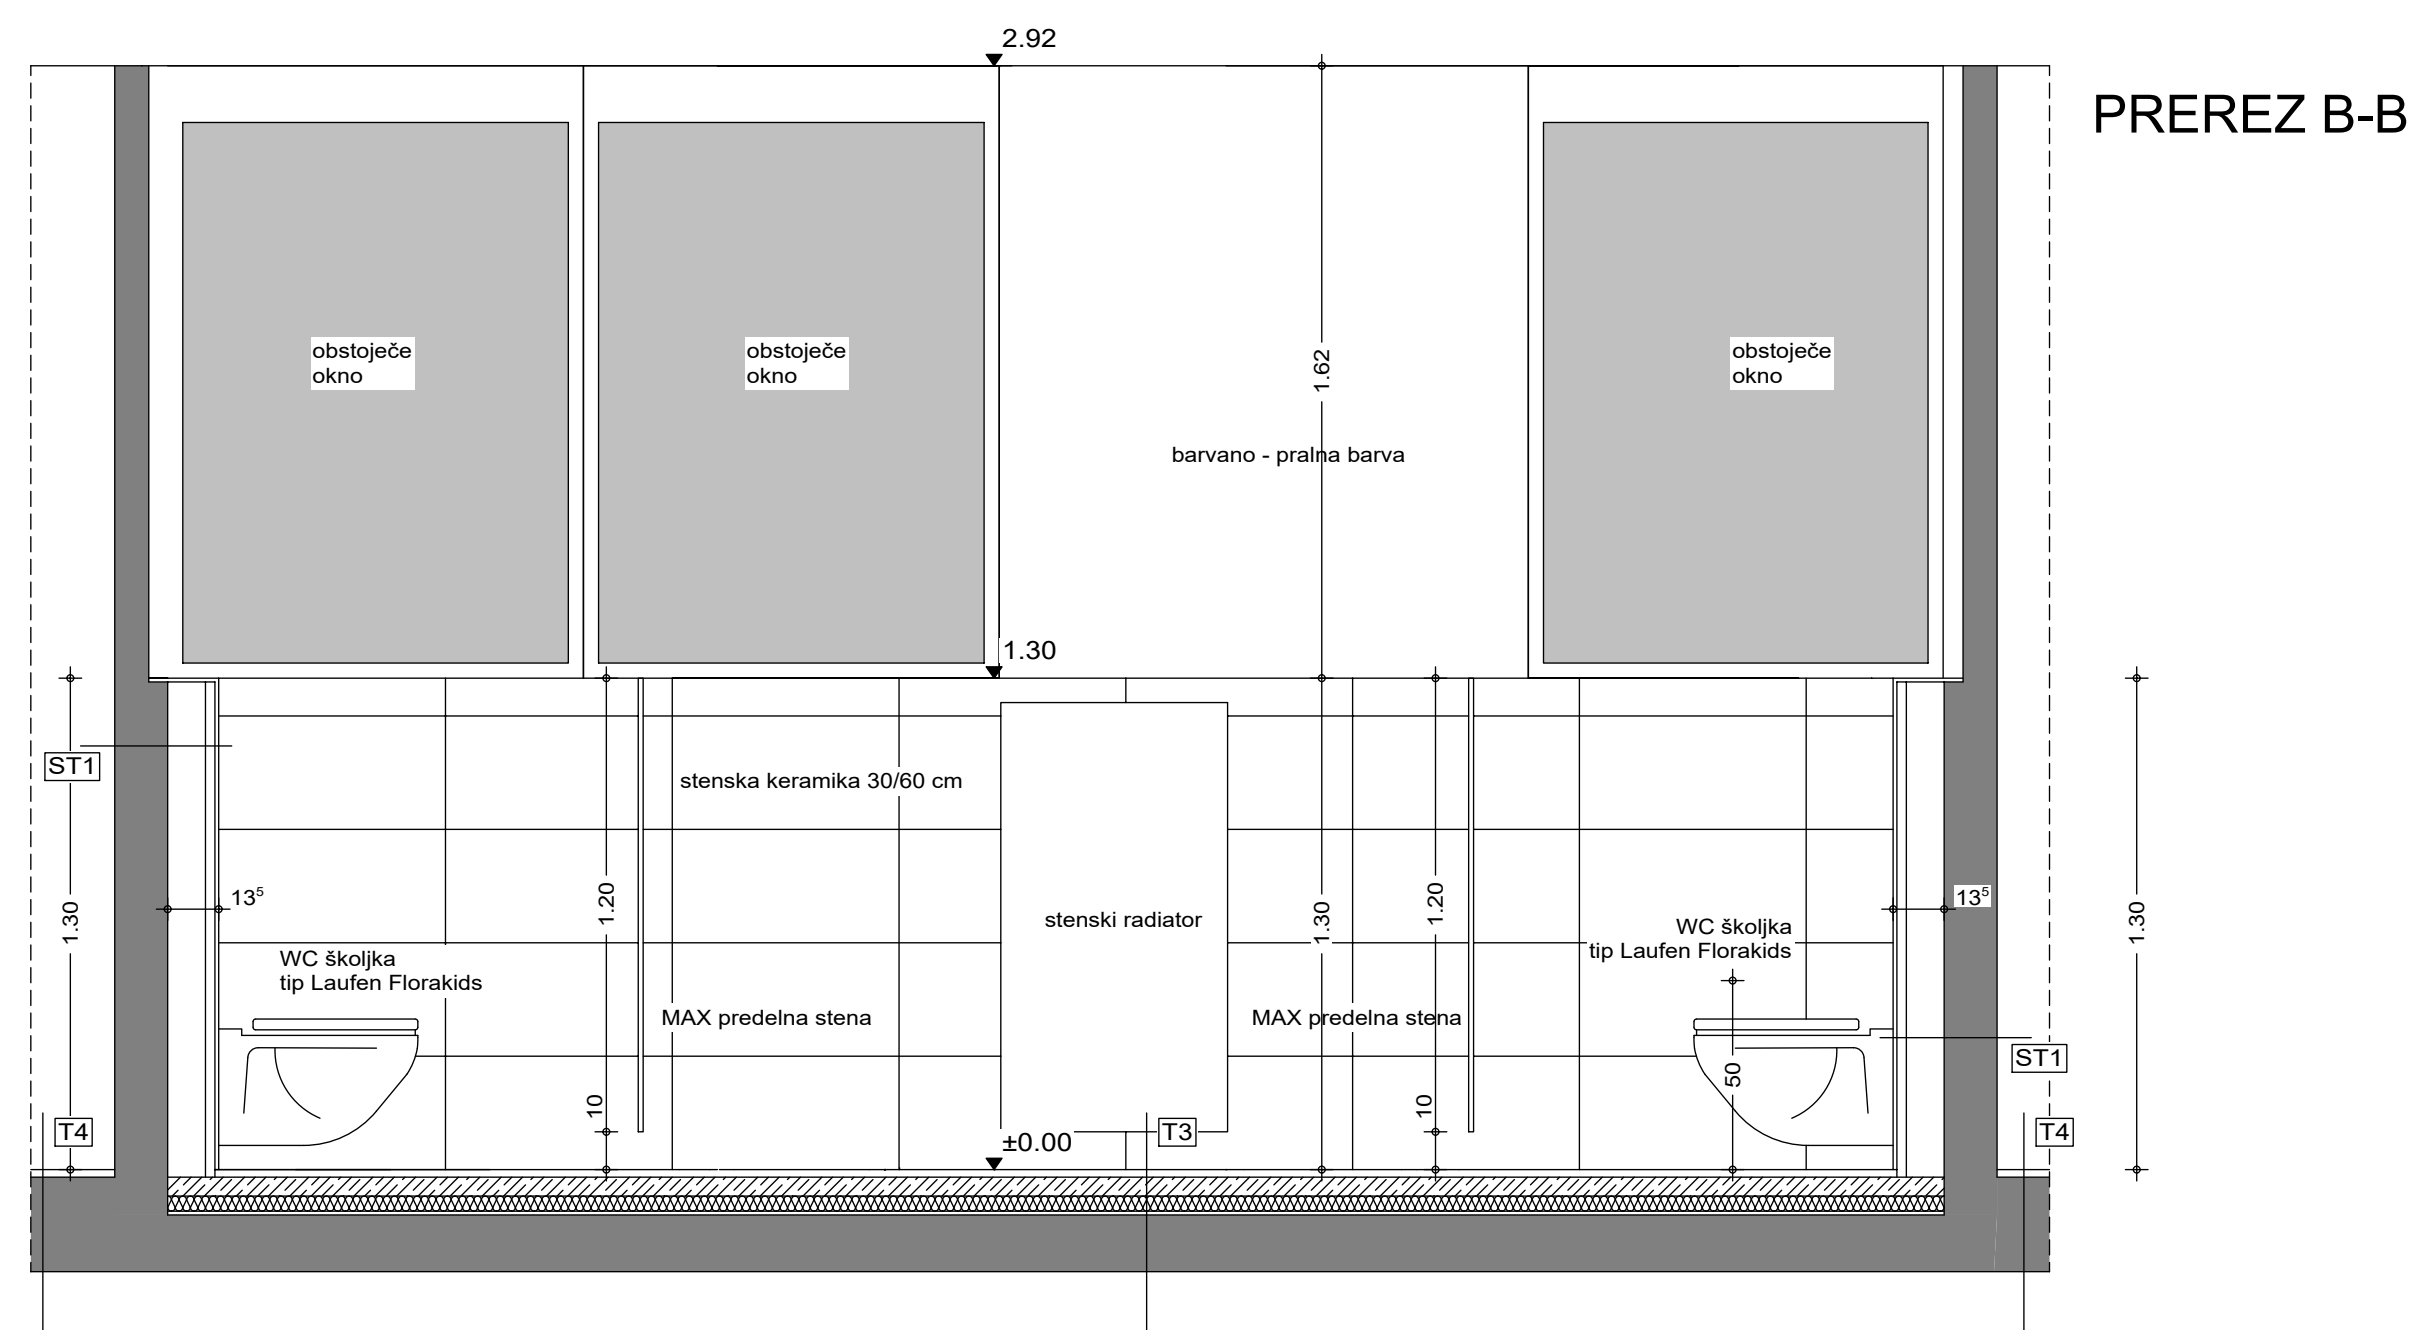 2.92
PREREZ B-B
obstoječe
okno
obstoječe
okno
obstoječe
okno
1.62
barvano - pralna barva
1.30
ST1
stenska keramika 30/60 cm
13⁵
1.30
1.20
stenski radiator
1.30
1.20
WC školjka
tip Laufen Florakids
13⁵
1.30
WC školjka
tip Laufen Florakids
MAX predelna stena
MAX predelna stena
50
ST1
10
10
T4
±0.00
T3
T4